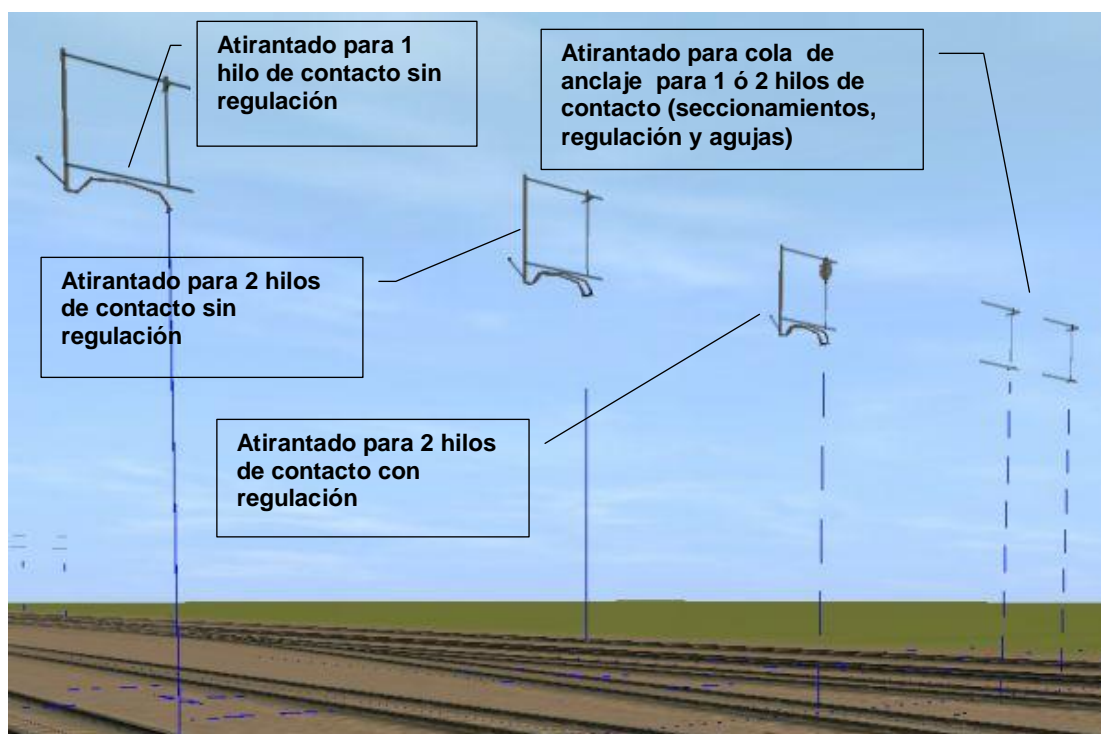 Atirantado para 1
hilo de contacto sin
regulación
Atirantado para cola de
anclaje para 1 ó 2 hilos de
contacto (seccionamientos,
regulación y agujas)
Atirantado para 2 hilos
de contacto sin
regulación
Atirantado para 2 hilos
de contacto con
regulación